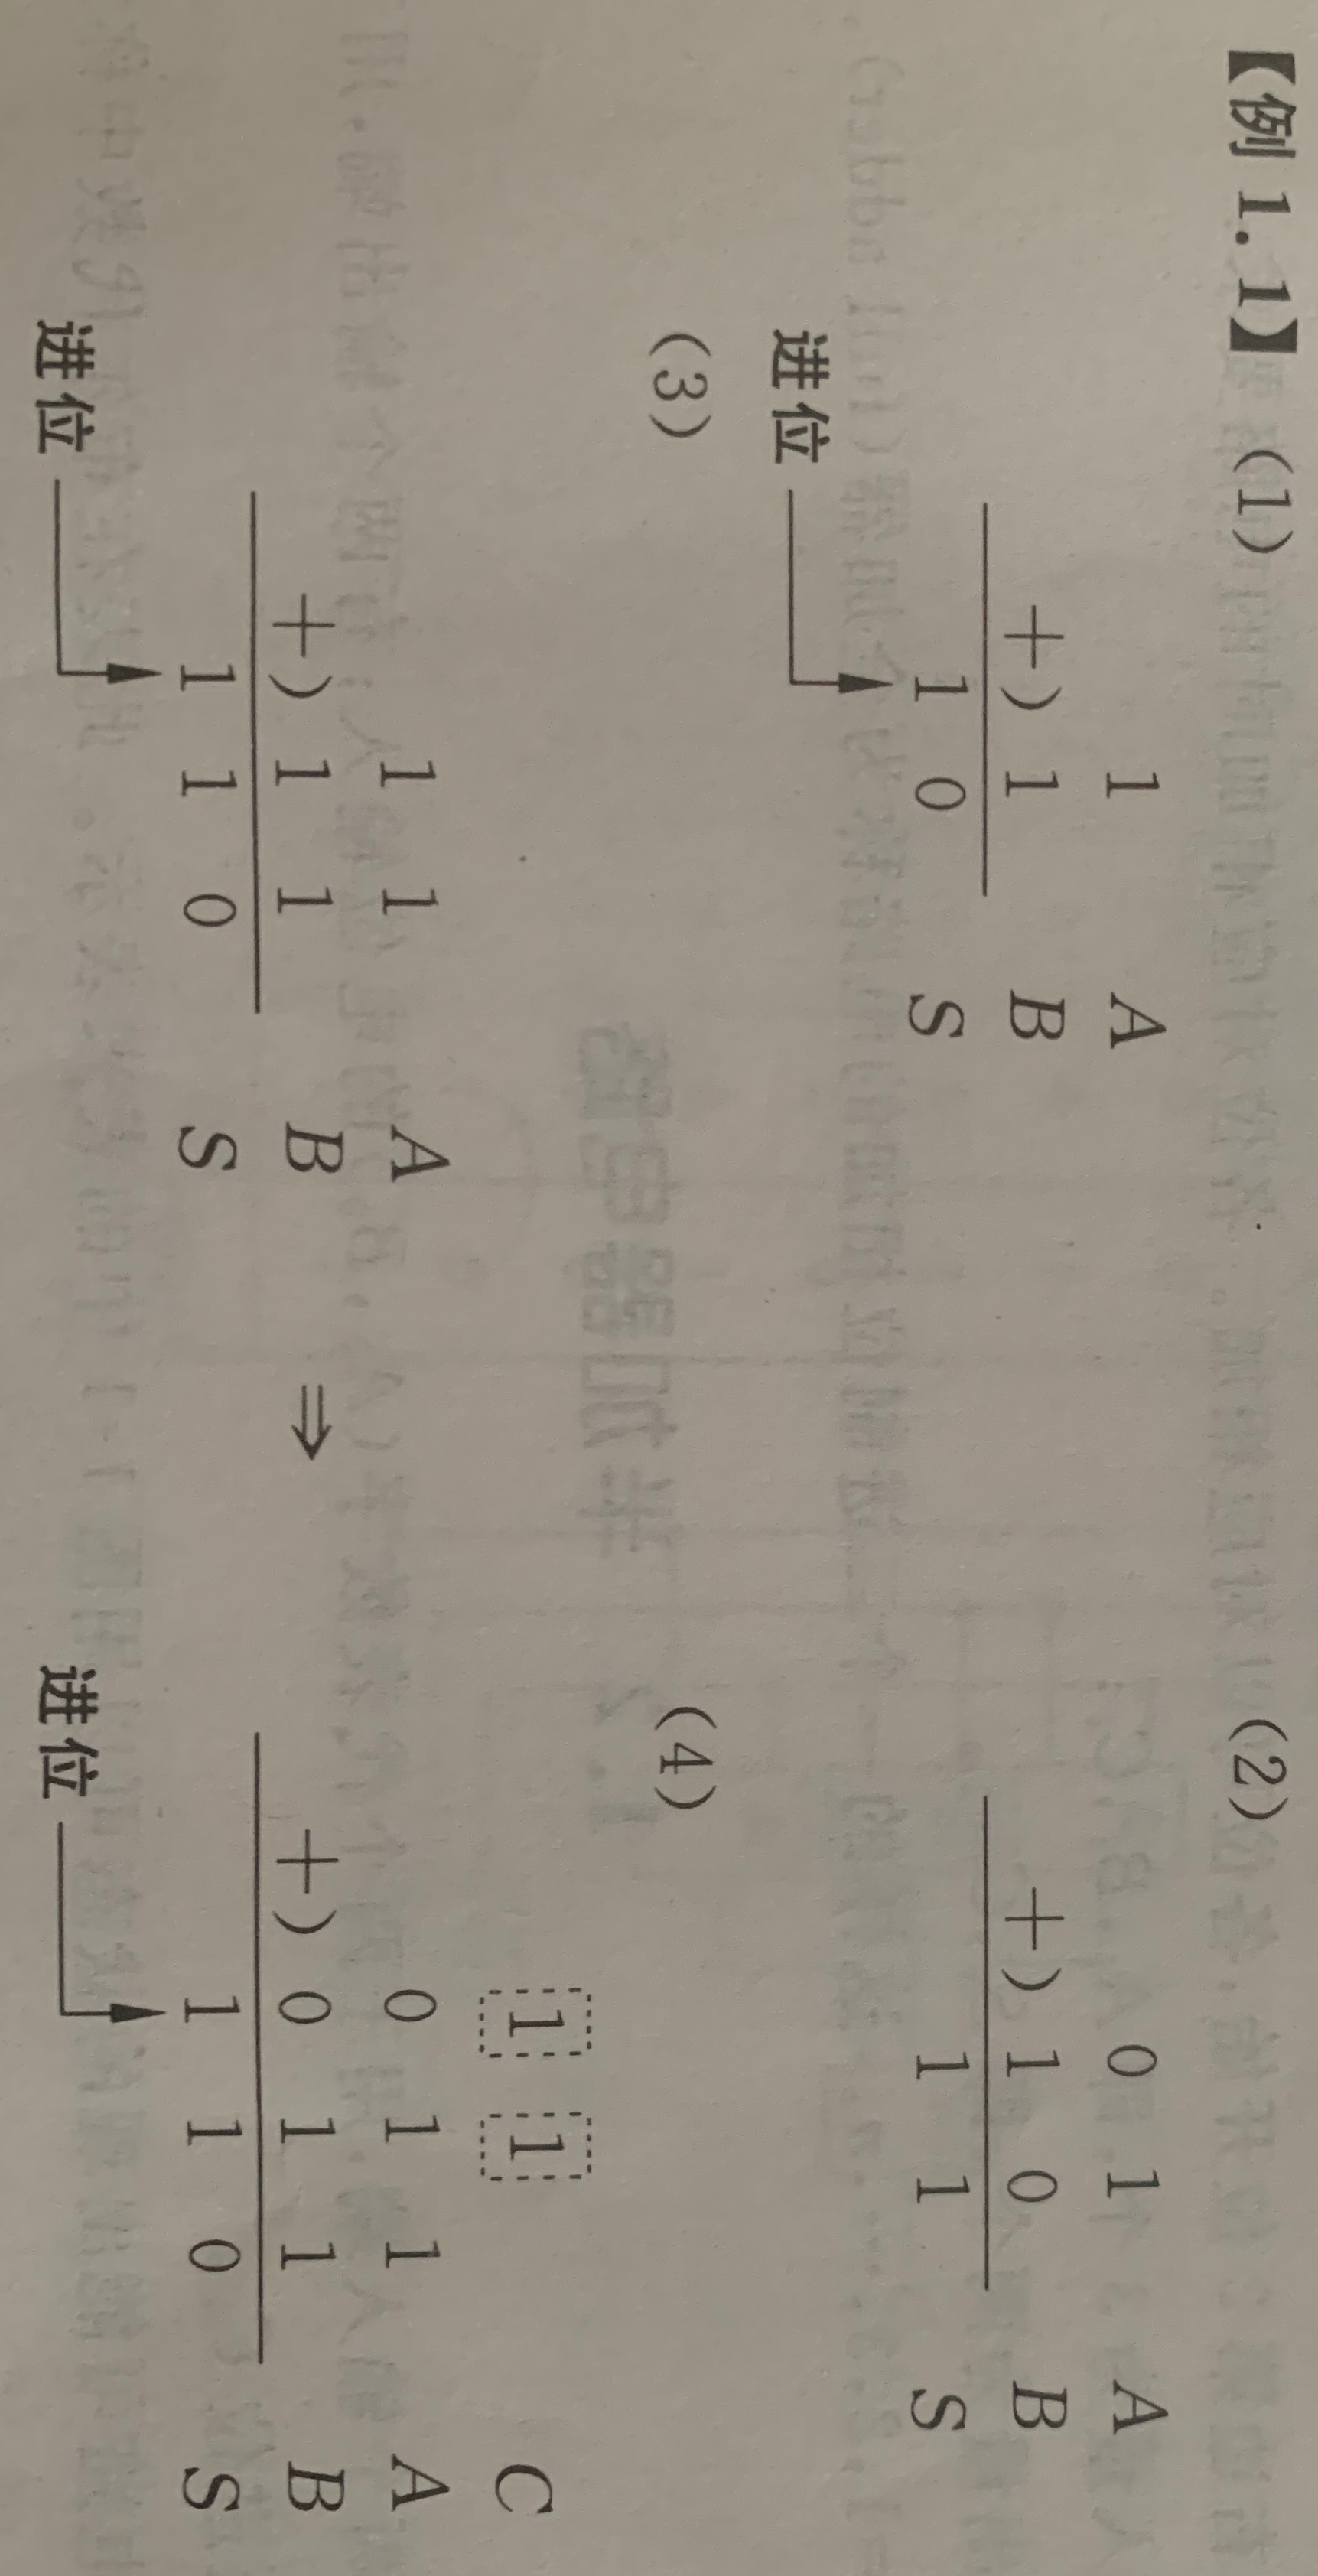 【例 1.1】 (1)
1 A
+) 1 B
1 0 S
进位
(2)
0 1 A
+) 1 0 B
1 1 S
(3)
1 1 A
+) 1 1 B
1 1 0 S
进位
⇒
(4)
1 1 C
0 1 1 A
+) 0 1 1 B
1 1 0 S
进位